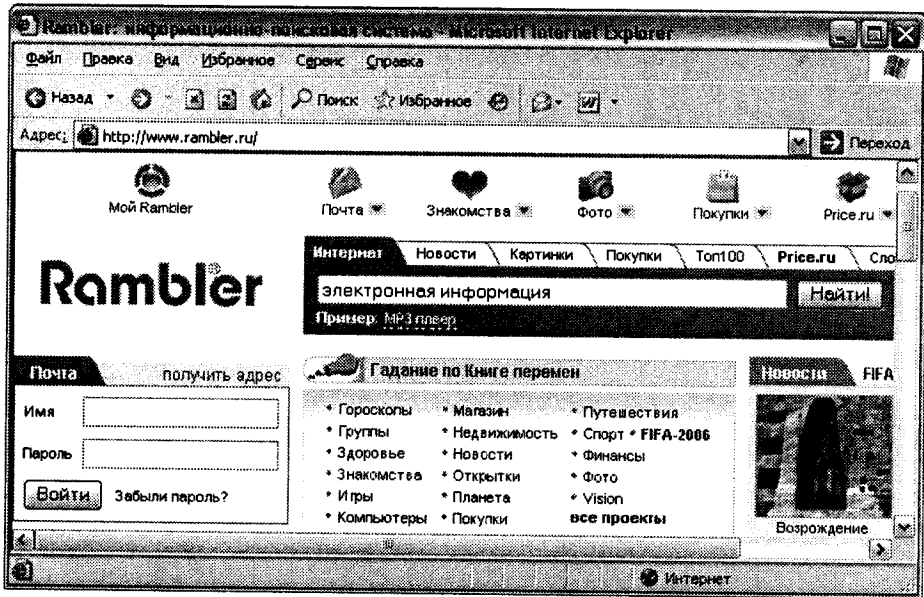 Rambler: информационно-поисковая система - Microsoft Internet Explorer
Файл Правка Вид Избранное Сервис Справка
Назад Поиск Избранное
Адрес: http://www.rambler.ru/ Переход
Мой Rambler Почта Знакомства Фото Покупки Price.ru
Интернет Новости Картинки Покупки Топ100 Price.ru Сло
Rambler®
электронная информация Найти!
Пример: MP3 плеер
Почта получить адрес
Гадание по Книге перемен
Новости FIFA
Имя
Пароль
Войти Забыли пароль?
• Гороскопы • Магазин • Путешествия
• Группы • Недвижимость • Спорт • FIFA-2006
• Здоровье • Новости • Финансы
• Знакомства • Открытки • Фото
• Игры • Планета • Vision
• Компьютеры • Покупки все проекты
Возрождение
Интернет